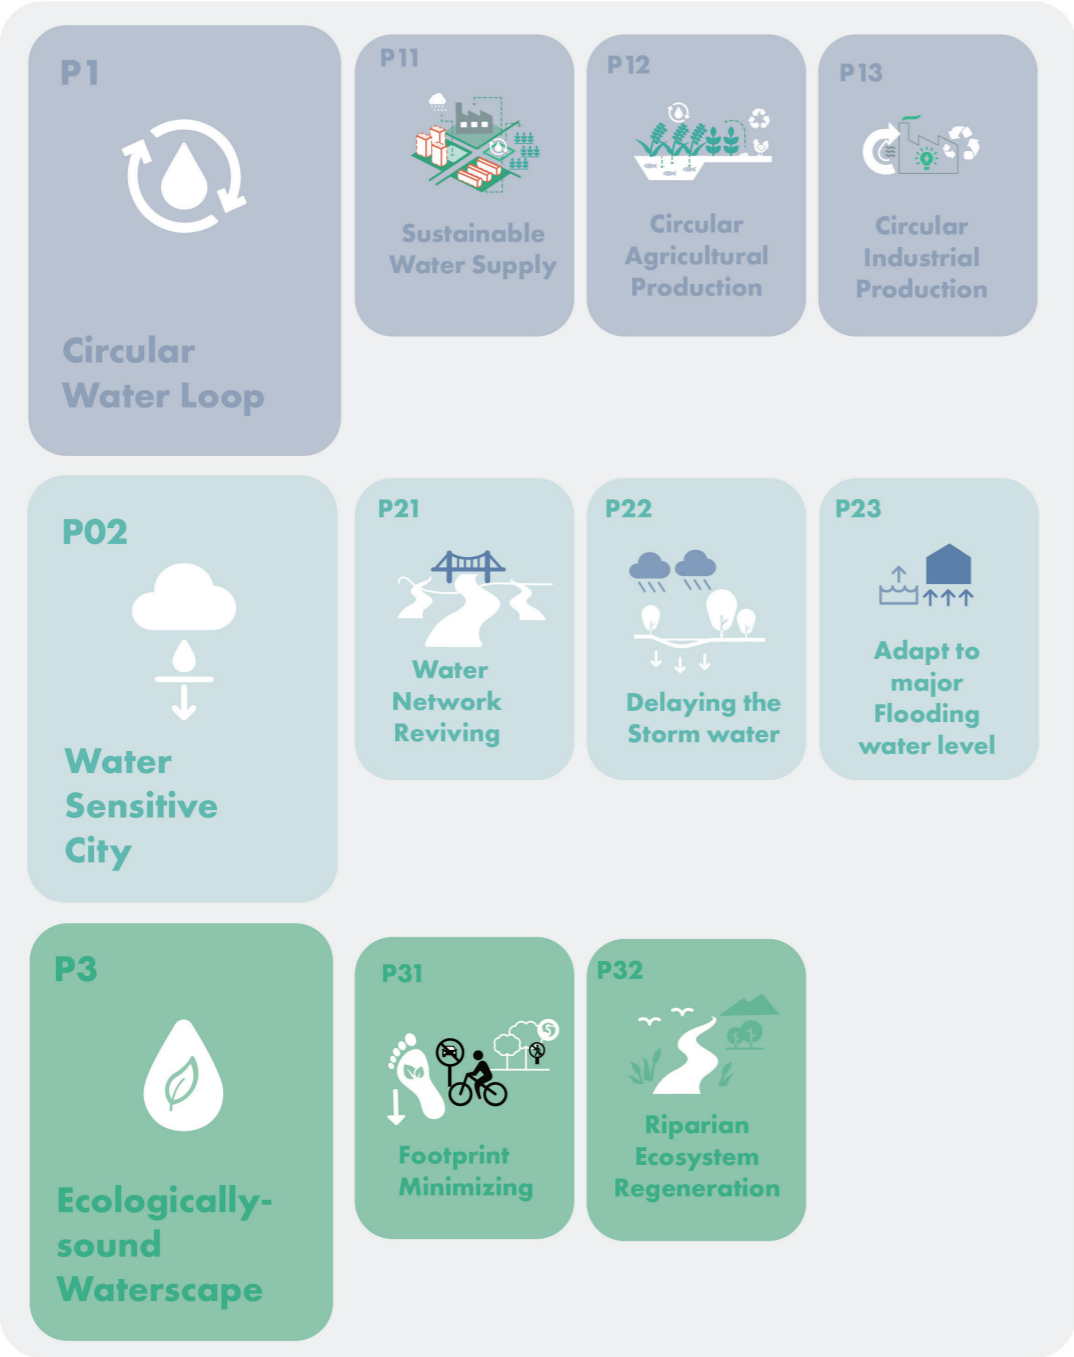 P1
Circular
Water Loop
P11
Sustainable
Water Supply
P12
Circular
Agricultural
Production
P13
Circular
Industrial
Production
P02
Water
Sensitive
City
P21
Water
Network
Reviving
P22
Delaying the
Storm water
P23
Adapt to
major
Flooding
water level
P3
Ecologically-
sound
Waterscape
P31
Footprint
Minimizing
P32
Riparian
Ecosystem
Regeneration